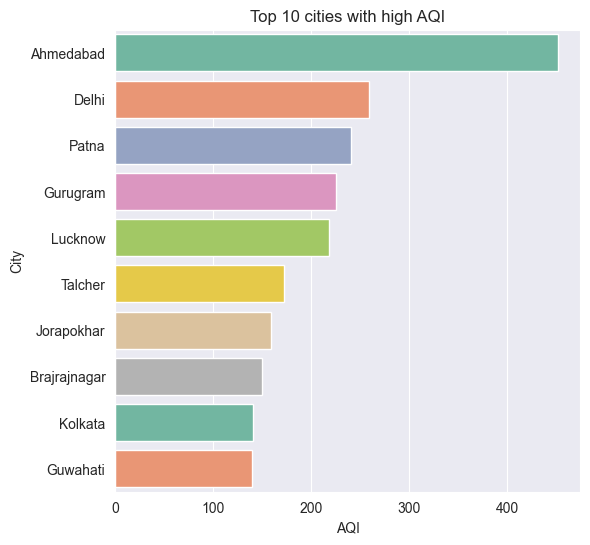 Top 10 cities with high AQI
City
Ahmedabad
Delhi
Patna
Gurugram
Lucknow
Talcher
Jorapokhar
Brajrajnagar
Kolkata
Guwahati
0 100 200 300 400
AQI